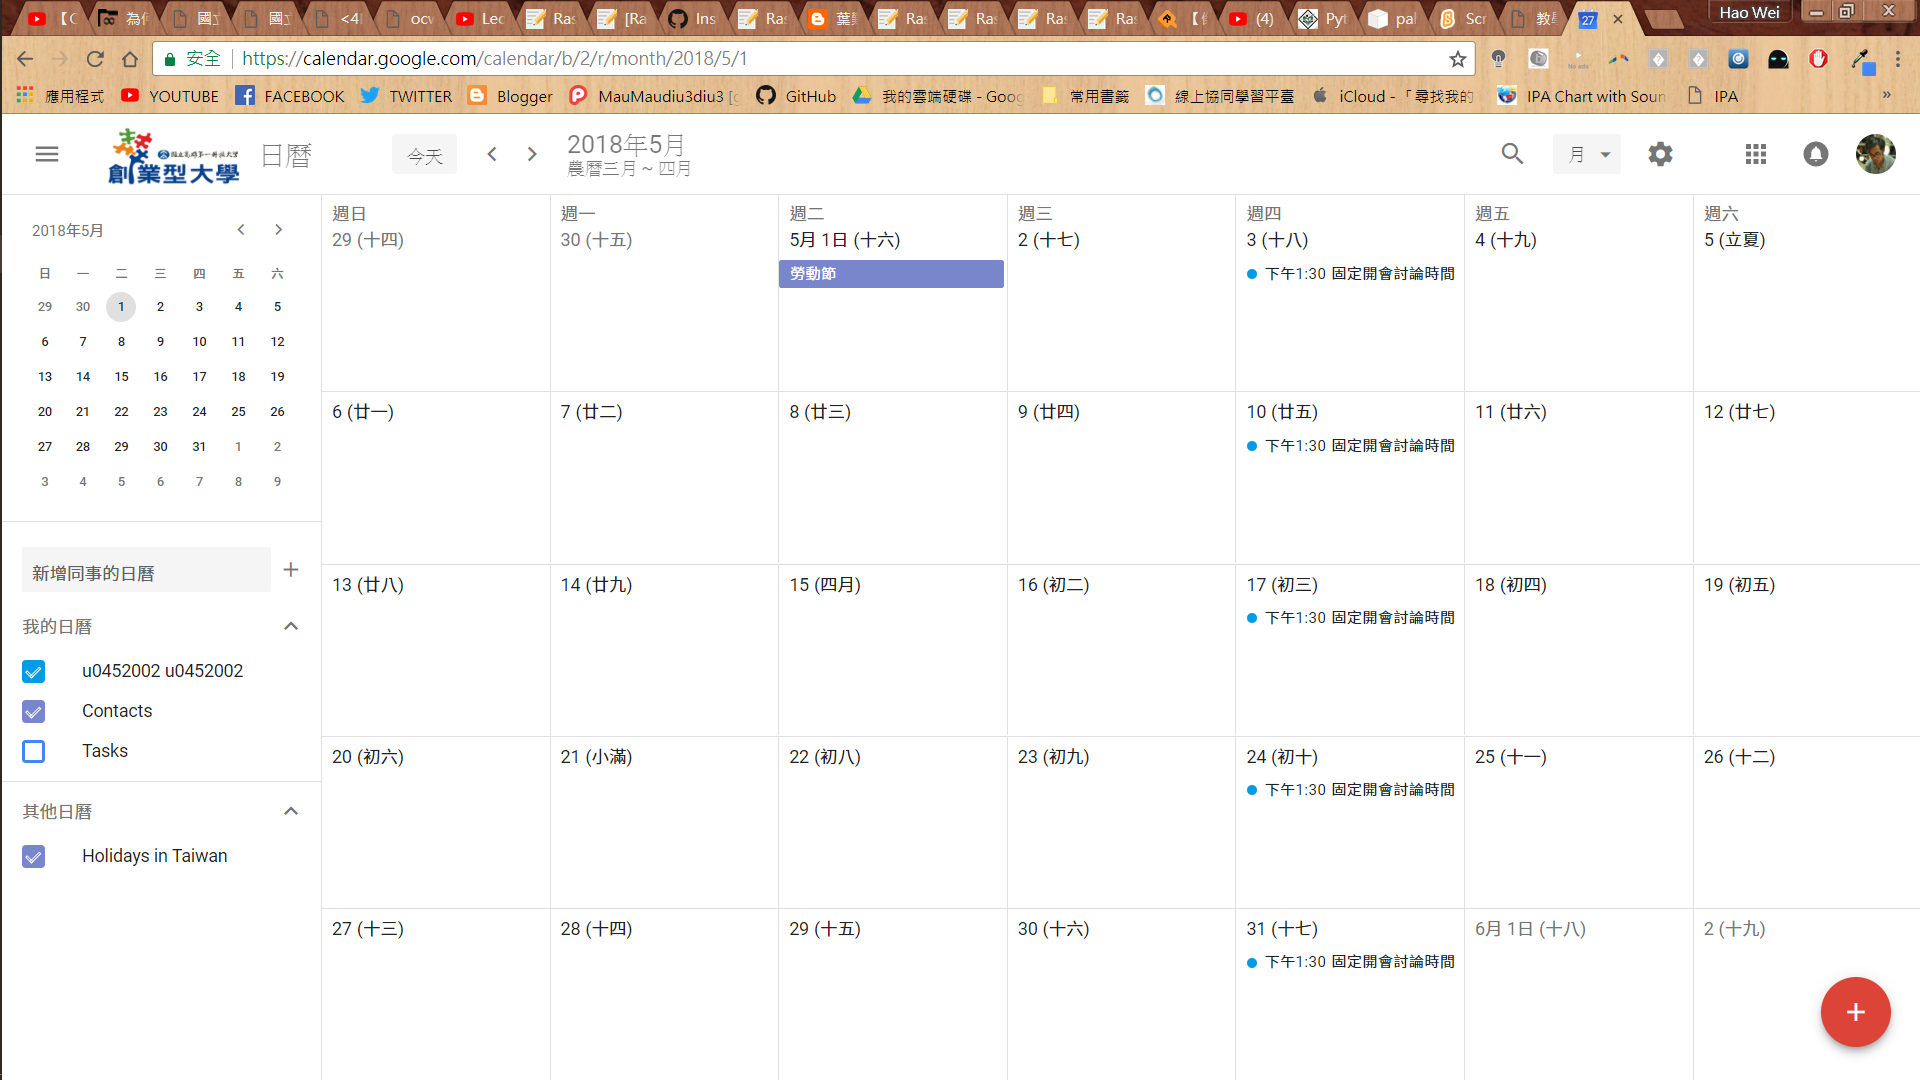 Hao Wei
安全 https://calendar.google.com/calendar/b/2/r/month/2018/5/1
應用程式 YOUTUBE FACEBOOK TWITTER Blogger MauMaudiu3diu3 GitHub 我的雲端硬碟 - Goog 常用書籤 線上協同學習平臺 iCloud - 「尋找我的 IPA Chart with Soun IPA »
創業型大學 日曆 今天 2018年5月 月
農曆三月 ~ 四月
2018年5月
日 一 二 三 四 五 六
29 30 1 2 3 4 5
6 7 8 9 10 11 12
13 14 15 16 17 18 19
20 21 22 23 24 25 26
27 28 29 30 31 1 2
3 4 5 6 7 8 9
新增同事的日曆
我的日曆
u0452002 u0452002
Contacts
Tasks
其他日曆
Holidays in Taiwan
週日 週一 週二 週三 週四 週五 週六
29 (十四) 30 (十五) 5月 1日 (十六) 2 (十七) 3 (十八) 4 (十九) 5 (立夏)
勞動節 下午1:30 固定開會討論時間
6 (廿一) 7 (廿二) 8 (廿三) 9 (廿四) 10 (廿五) 11 (廿六) 12 (廿七)
下午1:30 固定開會討論時間
13 (廿八) 14 (廿九) 15 (四月) 16 (初二) 17 (初三) 18 (初四) 19 (初五)
下午1:30 固定開會討論時間
20 (初六) 21 (小滿) 22 (初八) 23 (初九) 24 (初十) 25 (十一) 26 (十二)
下午1:30 固定開會討論時間
27 (十三) 28 (十四) 29 (十五) 30 (十六) 31 (十七) 6月 1日 (十八) 2 (十九)
下午1:30 固定開會討論時間